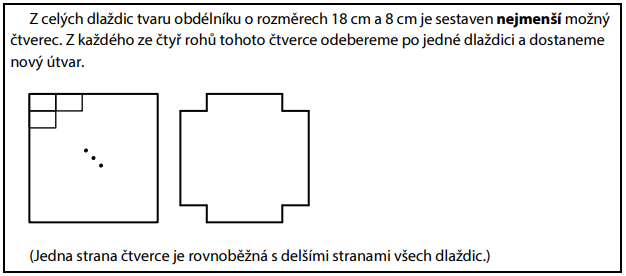 Z celých dlaždic tvaru obdélníku o rozměrech 18 cm a 8 cm je sestaven nejmenší možný
čtverec. Z každého ze čtyř rohů tohoto čtverce odebereme po jedné dlaždici a dostaneme
nový útvar.
(Jedna strana čtverce je rovnoběžná s delšími stranami všech dlaždic.)